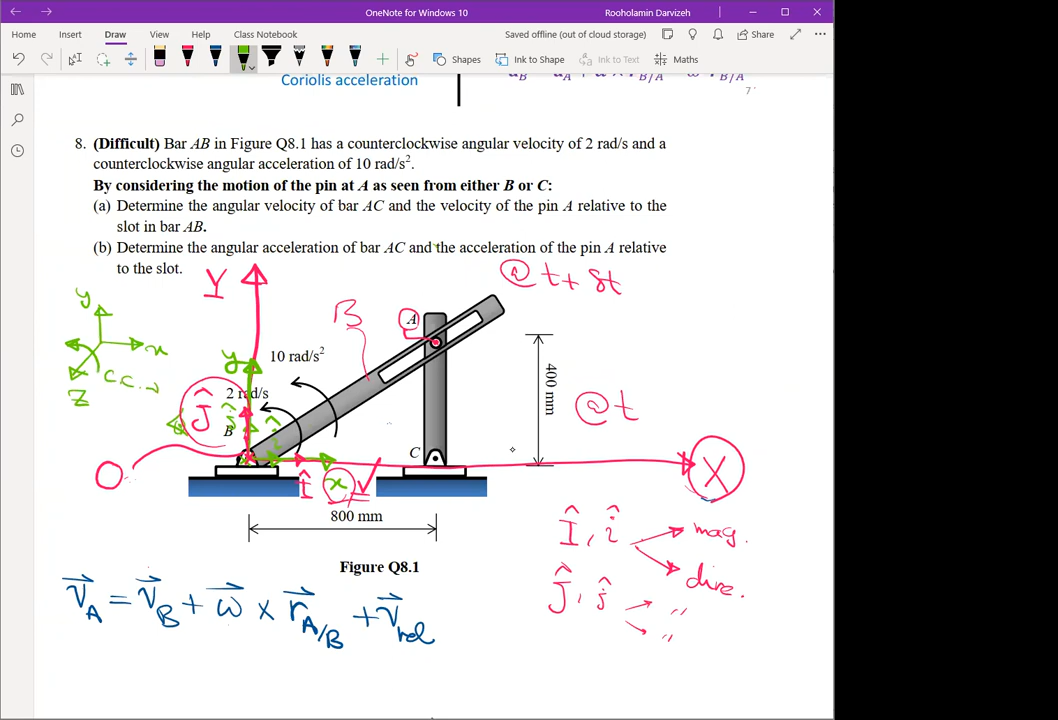 OneNote for Windows 10
Rooholamin Darvizeh
Home Insert Draw View Help Class Notebook
Saved offline (out of cloud storage) Share
Shapes Ink to Shape Ink to Text Maths
Coriolis acceleration
7
8. (Difficult) Bar AB in Figure Q8.1 has a counterclockwise angular velocity of 2 rad/s and a
counterclockwise angular acceleration of 10 rad/s².
By considering the motion of the pin at A as seen from either B or C:
(a) Determine the angular velocity of bar AC and the velocity of the pin A relative to the
slot in bar AB.
(b) Determine the angular acceleration of bar AC and the acceleration of the pin A relative
to the slot.
Y
@ t + δt
B
A
y
x
z
C.C.W
y
10 rad/s²
2 rad/s
Ĵ
ĵ
î
B
400 mm
@ t
C
O
Î
x
X
800 mm
Î, î
mag.
dire.
Ĵ, ĵ
"
"
Figure Q8.1
v⃗_A = v⃗_B + ω⃗ × r⃗_A/B + v⃗_rel